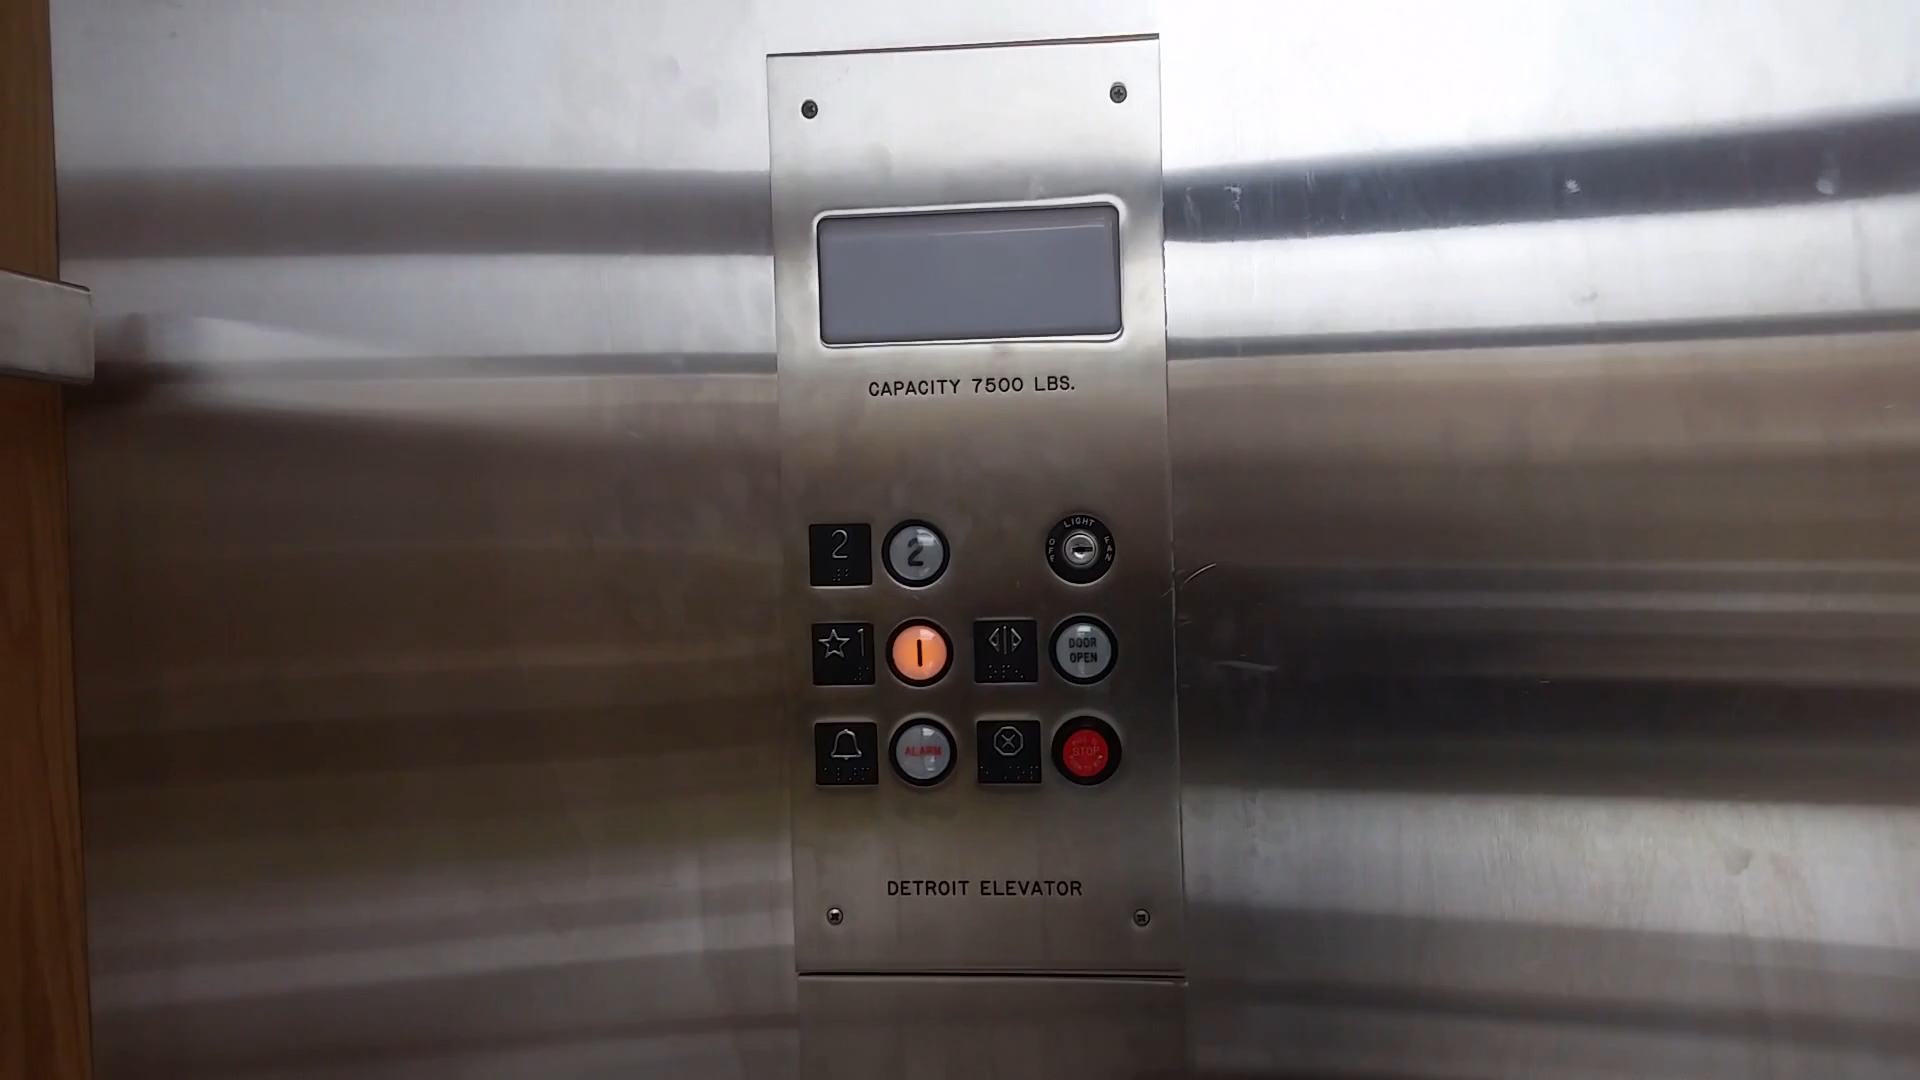 CAPACITY 7500 LBS.
2
2
LIGHT
OFF
FAN
1
1
DOOR
OPEN
ALARM
STOP
DETROIT ELEVATOR